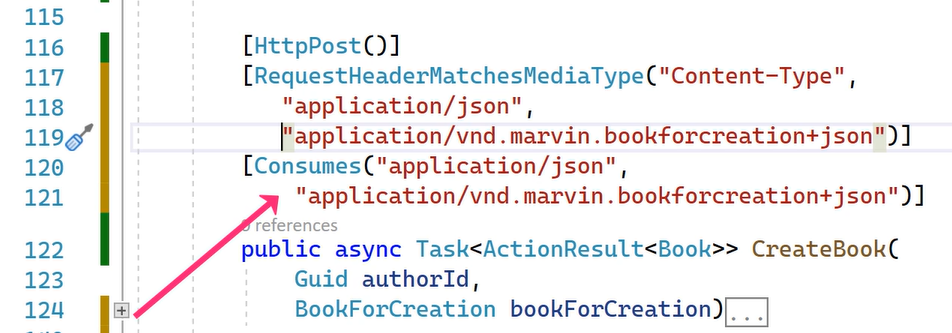 115
116 [HttpPost()]
117 [RequestHeaderMatchesMediaType("Content-Type",
118 "application/json",
119 "application/vnd.marvin.bookforcreation+json")]
120 [Consumes("application/json",
121 "application/vnd.marvin.bookforcreation+json")]
0 references
122 public async Task<ActionResult<Book>> CreateBook(
123 Guid authorId,
124 BookForCreation bookForCreation)...